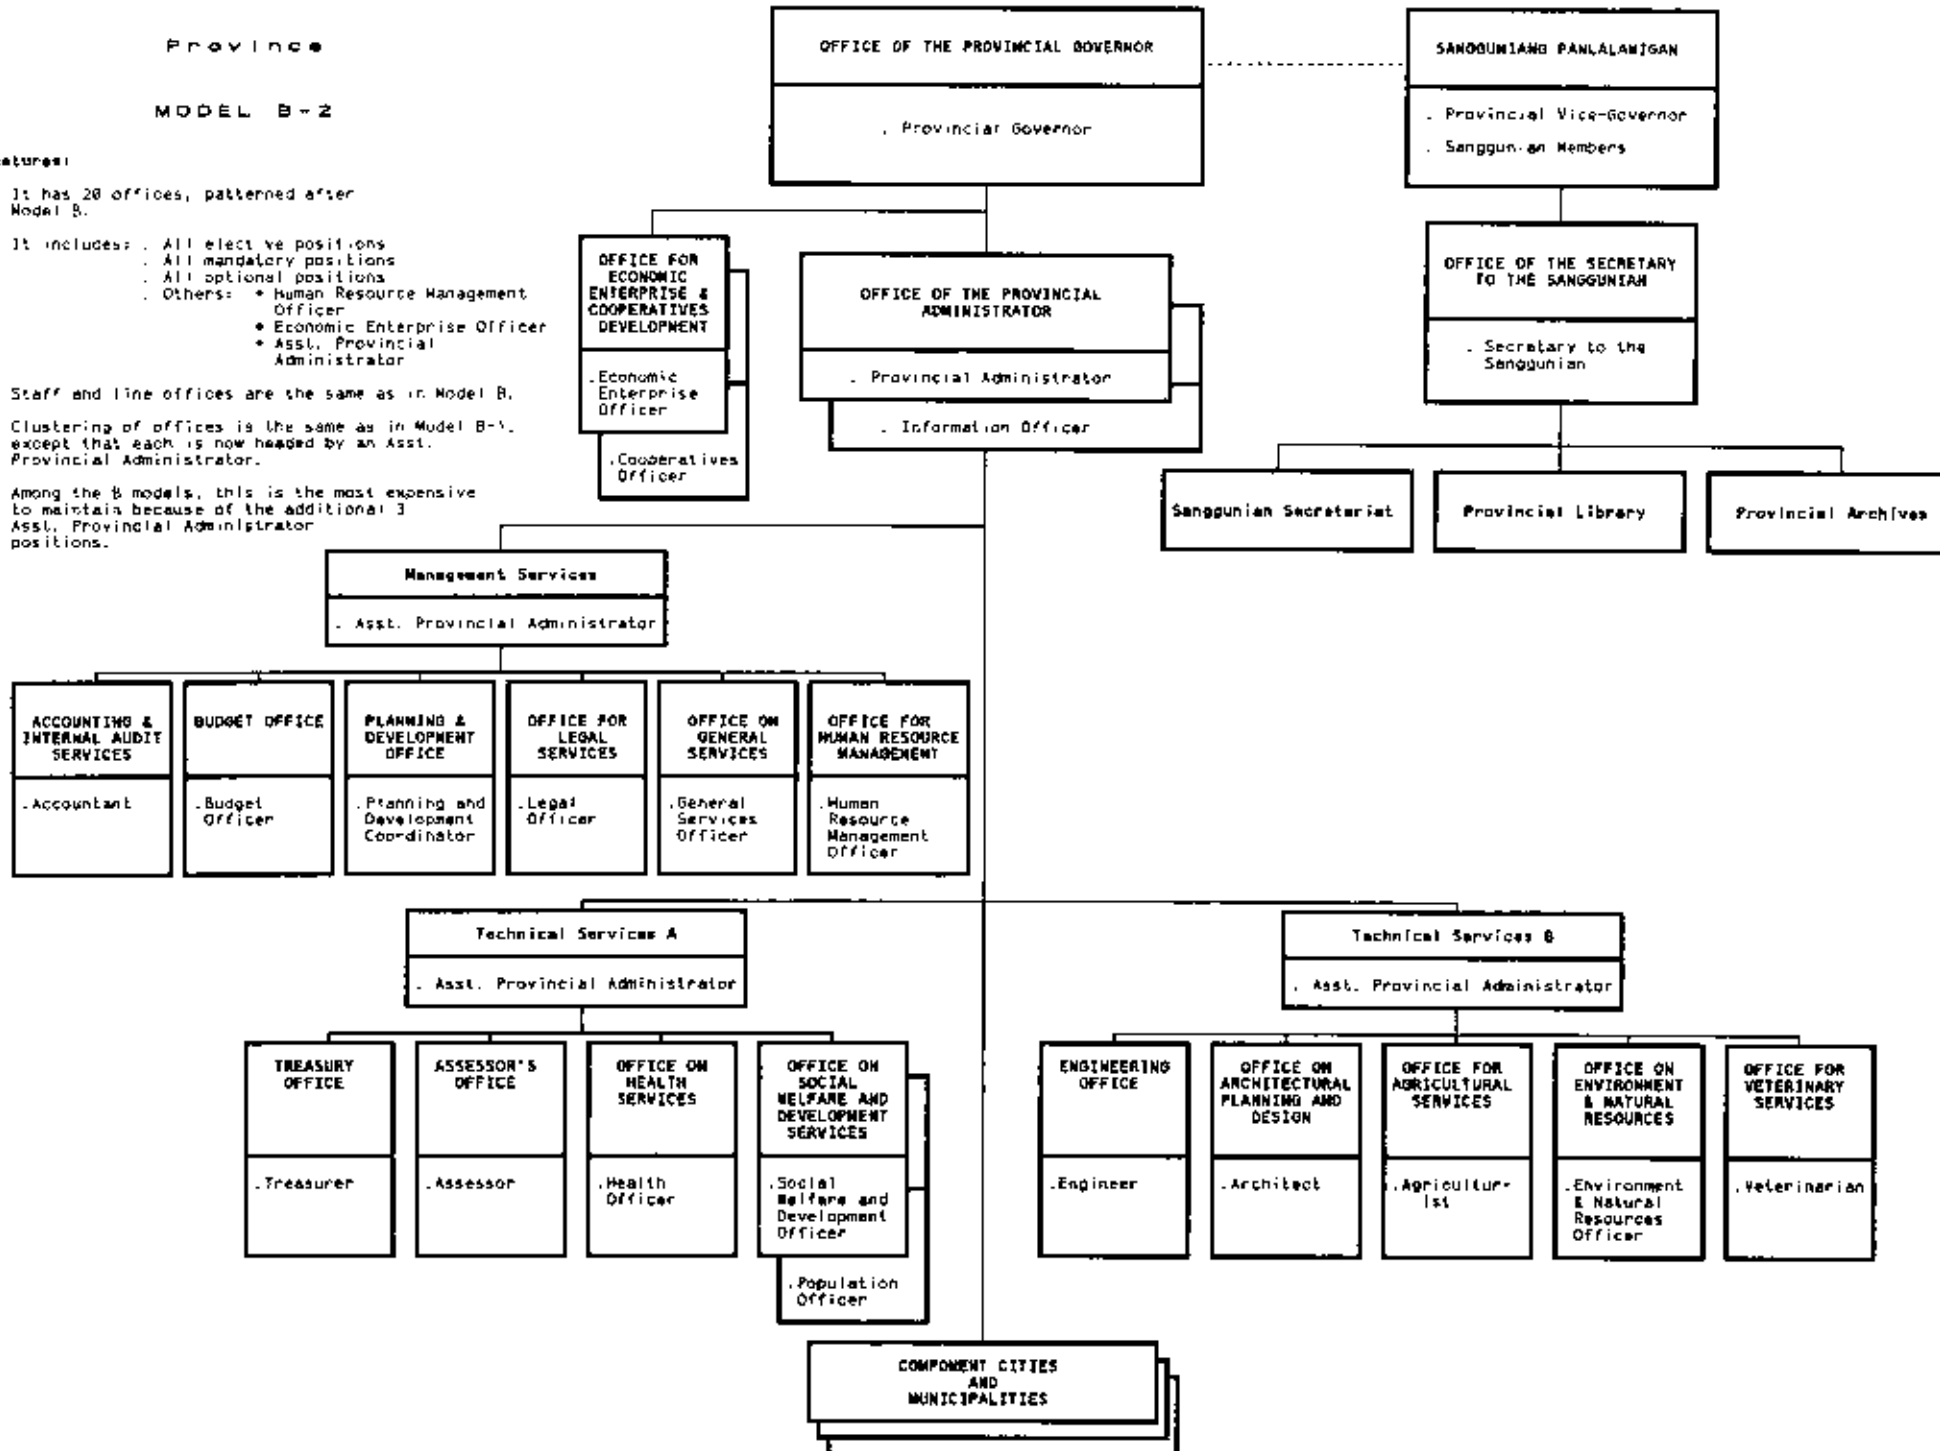 Province
MODEL B-2
atures:
It has 20 offices, patterned after
Model B.
It includes: . All elective positions
. All mandatory positions
. All optional positions
. Others: * Human Resource Management
Officer
* Economic Enterprise Officer
* Asst. Provincial
Administrator
Staff and line offices are the same as in Model B.
Clustering of offices is the same as in Model B-1,
except that each is now headed by an Asst.
Provincial Administrator.
Among the B models, this is the most expensive
to maintain because of the additional 3
Asst. Provincial Administrator
positions.
OFFICE OF THE PROVINCIAL GOVERNOR
. Provincial Governor
SANGGUNIANG PANLALAWIGAN
. Provincial Vice-Governor
. Sanggunian Members
OFFICE FOR
ECONOMIC
ENTERPRISE &
COOPERATIVES
DEVELOPMENT
.Economic
Enterprise
Officer
.Cooperatives
Officer
OFFICE OF THE PROVINCIAL
ADMINISTRATOR
. Provincial Administrator
. Information Officer
OFFICE OF THE SECRETARY
TO THE SANGGUNIAN
. Secretary to the
Sanggunian
Sanggunian Secretariat
Provincial Library
Provincial Archives
Management Services
. Asst. Provincial Administrator
ACCOUNTING &
INTERNAL AUDIT
SERVICES
.Accountant
BUDGET OFFICE
.Budget
Officer
PLANNING &
DEVELOPMENT
OFFICE
.Planning and
Development
Coordinator
OFFICE FOR
LEGAL
SERVICES
.Legal
Officer
OFFICE ON
GENERAL
SERVICES
.General
Services
Officer
OFFICE FOR
HUMAN RESOURCE
MANAGEMENT
.Human
Resource
Management
Officer
Technical Services A
. Asst. Provincial Administrator
Technical Services B
. Asst. Provincial Administrator
TREASURY
OFFICE
.Treasurer
ASSESSOR'S
OFFICE
.Assessor
OFFICE ON
HEALTH
SERVICES
.Health
Officer
OFFICE ON
SOCIAL
WELFARE AND
DEVELOPMENT
SERVICES
.Social
Welfare and
Development
Officer
.Population
Officer
ENGINEERING
OFFICE
.Engineer
OFFICE ON
ARCHITECTURAL
PLANNING AND
DESIGN
.Architect
OFFICE FOR
AGRICULTURAL
SERVICES
.Agricultur-
ist
OFFICE ON
ENVIRONMENT
& NATURAL
RESOURCES
.Environment
& Natural
Resources
Officer
OFFICE FOR
VETERINARY
SERVICES
.Veterinarian
COMPONENT CITIES
AND
MUNICIPALITIES